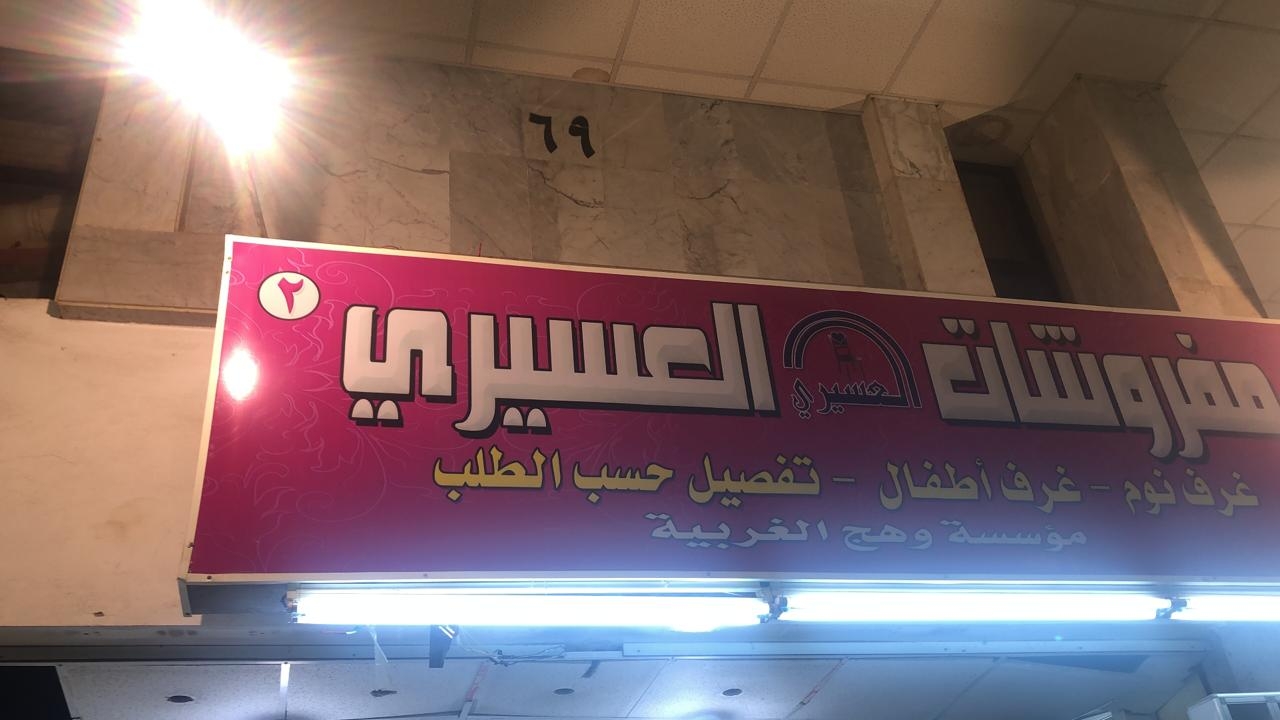 ٦٩
مفروشات العسيري ٢
العسيري
غرف نوم - غرف أطفال - تفصيل حسب الطلب
مؤسسة وهج الغربية